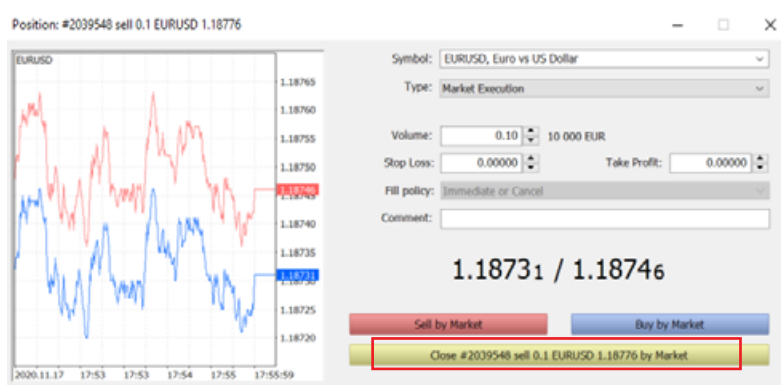 Position: #2039548 sell 0.1 EURUSD 1.18776
EURUSD
1.18765
1.18760
1.18755
1.18750
1.18746
1.18740
1.18735
1.18731
1.18725
1.18720
2020.11.17 17:53 17:53 17:54 17:55 17:55:59
Symbol: EURUSD, Euro vs US Dollar
Type: Market Execution
Volume: 0.10 10 000 EUR
Stop Loss: 0.00000 Take Profit: 0.00000
Fill policy: Immediate or Cancel
Comment:
1.18731 / 1.18746
Sell by Market Buy by Market
Close #2039548 sell 0.1 EURUSD 1.18776 by Market